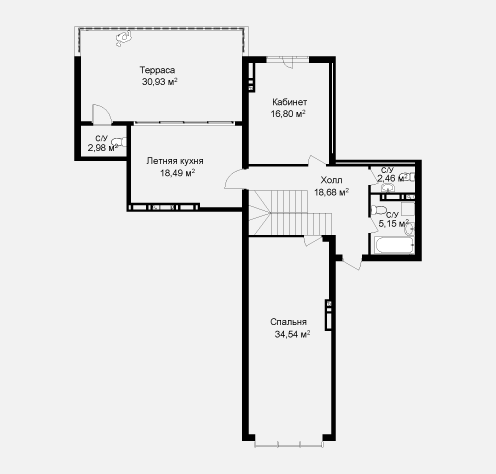 Терраса
30,93 м²
Кабинет
16,80 м²
С/У
2,98 м²
Летняя кухня
18,49 м²
Холл
18,68 м²
С/У
2,46 м²
С/У
5,15 м²
Спальня
34,54 м²